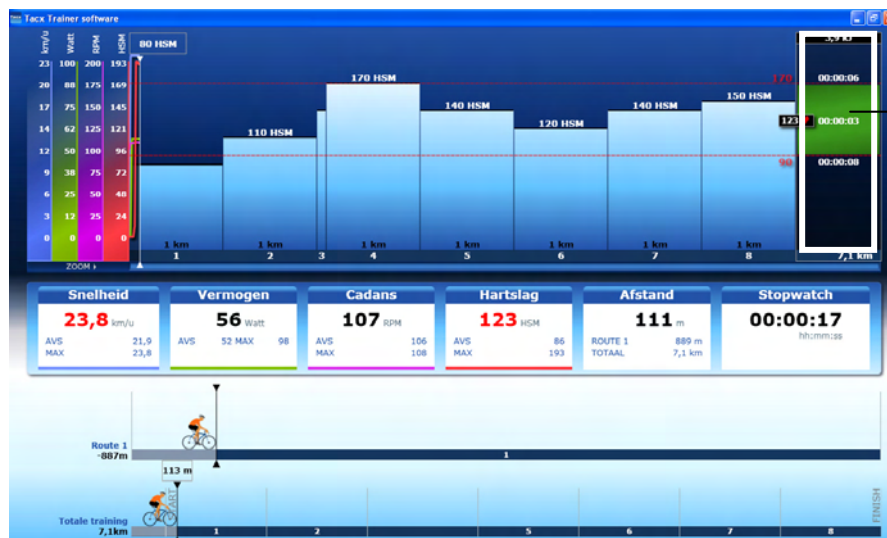 Tacx Trainer software
km/u Watt RPM HSM
80 HSM
3,9 kJ
23 100 200 193
20 88 175 169
17 75 150 145
14 62 125 121
12 50 100 96
9 38 75 72
6 25 50 48
3 12 25 24
0 0 0 0
ZOOM
110 HSM
170 HSM
140 HSM
120 HSM
140 HSM
150 HSM
170
123
90
00:00:06
00:00:03
00:00:08
1 km 1 km 1 km 1 km 1 km 1 km 1 km
1 2 3 4 5 6 7 8 7,1 km
Snelheid Vermogen Cadans Hartslag Afstand Stopwatch
23,8 km/u 56 Watt 107 RPM 123 HSM 111 m 00:00:17
hh:mm:ss
AVS 21,9 AVS 52 MAX 98 AVS 106 AVS 86 ROUTE 1 889 m
MAX 23,8 MAX 108 MAX 193 TOTAAL 7,1 km
Route 1
-887m
1
113 m
START
FINISH
Totale training
7,1km
1 2 5 6 7 8